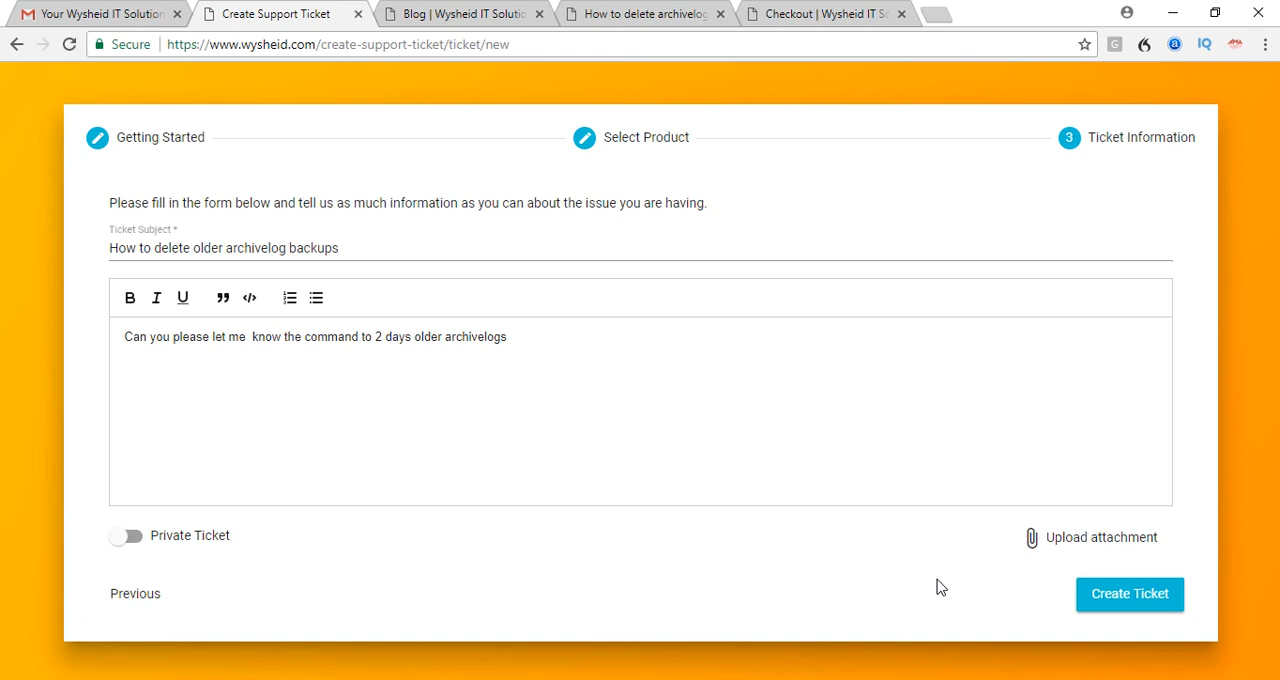 Your Wysheid IT Solution
Create Support Ticket
Blog | Wysheid IT Solutio
How to delete archivelog
Checkout | Wysheid IT So
Secure
https://www.wysheid.com/create-support-ticket/ticket/new
G
a
IQ
Getting Started
Select Product
3
Ticket Information
Please fill in the form below and tell us as much information as you can about the issue you are having.
Ticket Subject *
How to delete older archivelog backups
B I U
Can you please let me  know the command to 2 days older archivelogs
Private Ticket
Upload attachment
Previous
Create Ticket